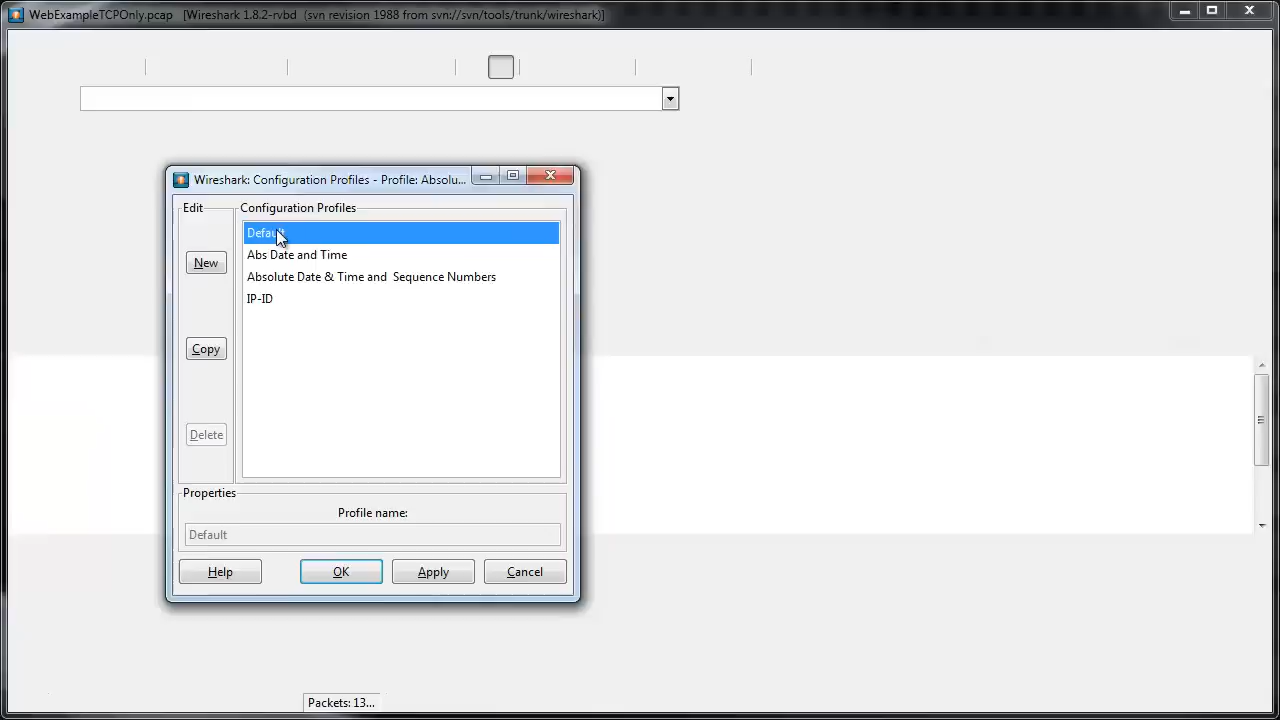 WebExampleTCPOnly.pcap [Wireshark 1.8.2-rvbd (svn revision 1988 from svn://svn/tools/trunk/wireshark)]
Wireshark: Configuration Profiles - Profile: Absolu...
Edit
Configuration Profiles
Default
New
Abs Date and Time
Absolute Date & Time and Sequence Numbers
IP-ID
Copy
Delete
Properties
Profile name:
Default
Help OK Apply Cancel
Packets: 13...